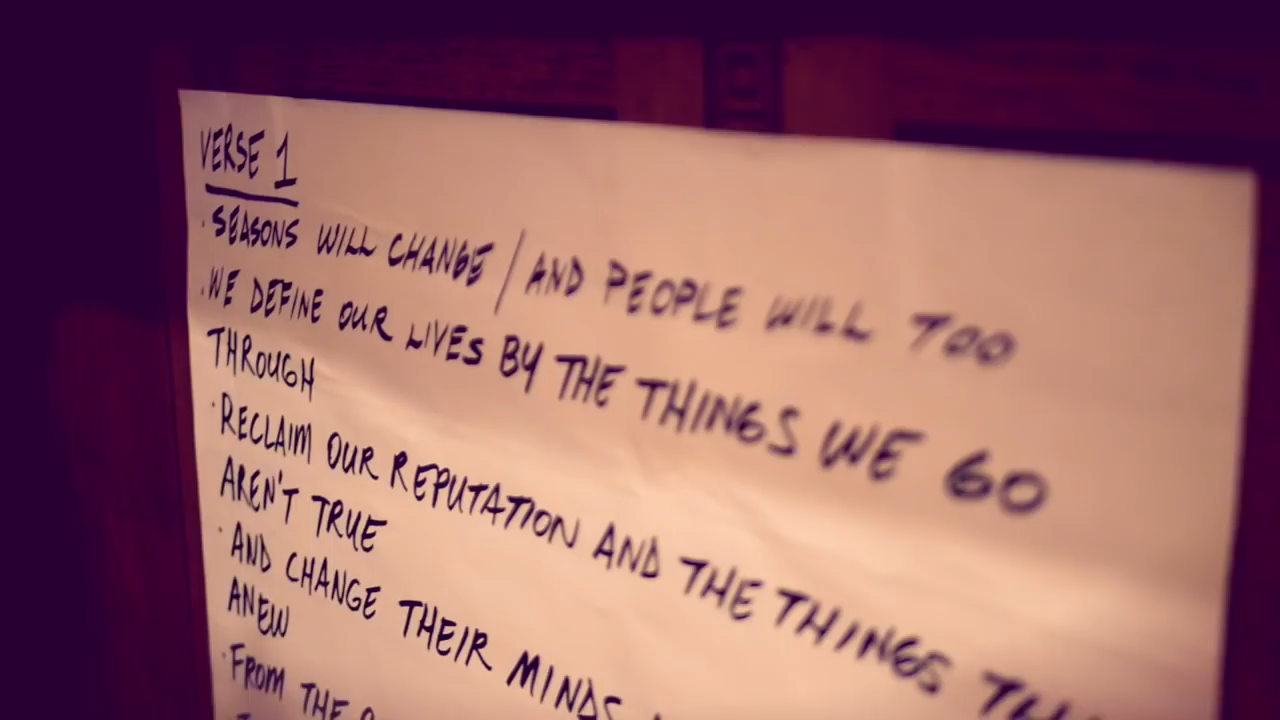 VERSE 1
· SEASONS WILL CHANGE / AND PEOPLE WILL TOO
· WE DEFINE OUR LIVES BY THE THINGS WE GO
THROUGH
· RECLAIM OUR REPUTATION AND THE THINGS
AREN'T TRUE
· AND CHANGE THEIR MINDS
ANEW
· FROM THE